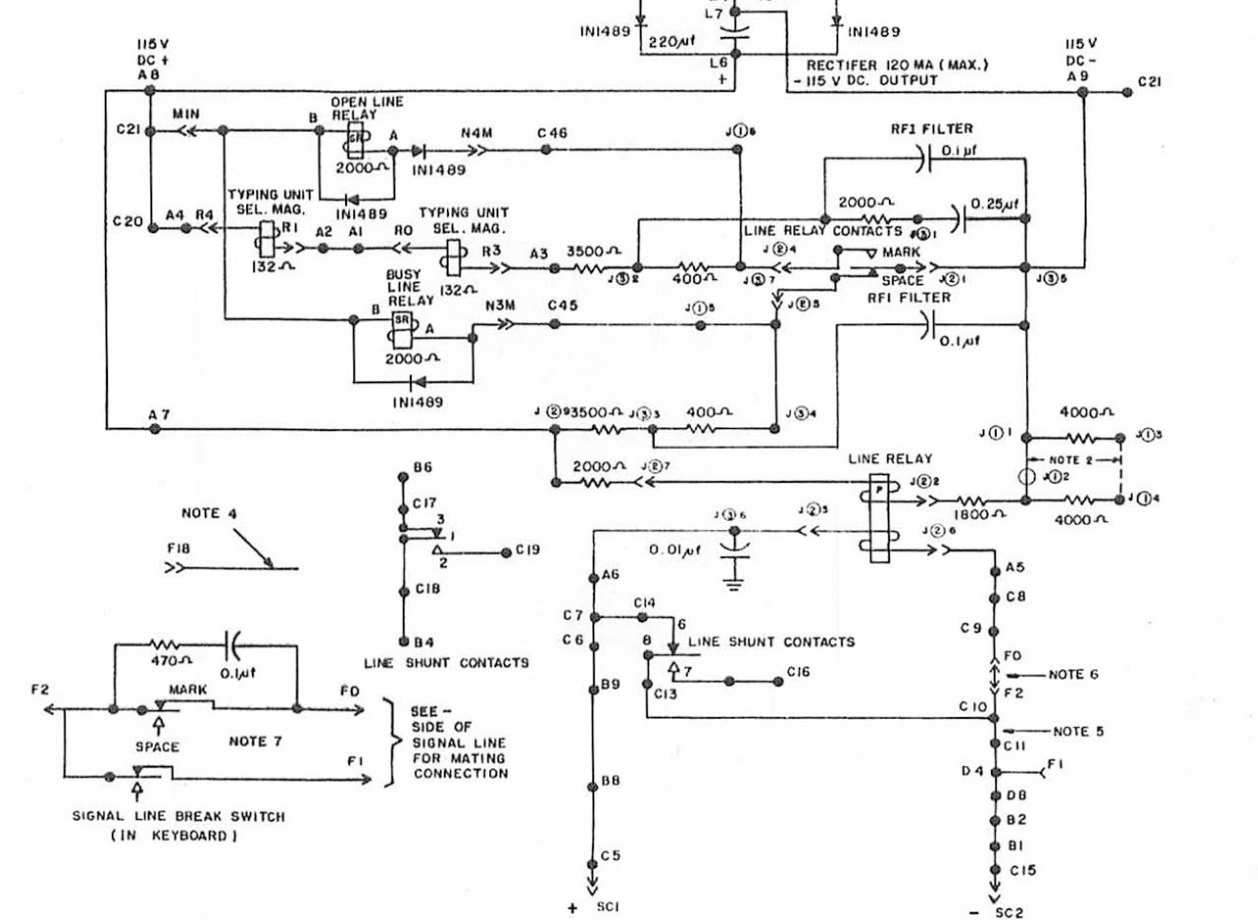 L7
IN1489
220µf
IN1489
L6
+
RECTIFER 120 MA (MAX.)
- 115 V DC. OUTPUT
115 V
DC +
A8
115 V
DC -
A9
C21
C21
MIN
B
OPEN LINE
RELAY
SR
A
2000Ω
IN1489
IN1489
N4M
C46
J①6
RF1 FILTER
0.1µf
C20
A4
R4
TYPING UNIT
SEL. MAG.
R1
132Ω
A2
A1
R0
TYPING UNIT
SEL. MAG.
R3
132Ω
A3
3500Ω
J③2
400Ω
J③7
2000Ω
J③1
0.25µf
LINE RELAY CONTACTS
J②4
MARK
SPACE
J②1
J③5
J②5
RF1 FILTER
0.1µf
BUSY
LINE
RELAY
B
SR
A
2000Ω
IN1489
N3M
C45
J①5
A7
J②9
3500Ω
J③3
400Ω
J③4
2000Ω
J②7
LINE RELAY
P
J②2
1800Ω
J①1
4000Ω
J①3
NOTE 2
J①2
4000Ω
J①4
J②6
J②3
J③6
0.01µf
B6
C17
3
1
2
C19
C18
B4
LINE SHUNT CONTACTS
NOTE 4
F18
A6
C7
C14
C6
6
8
LINE SHUNT CONTACTS
7
C16
C13
B9
B8
C5
+ SC1
A5
C8
C9
F0
NOTE 6
F2
C10
NOTE 5
C11
D4
F1
D8
B2
B1
C15
- SC2
470Ω
0.1µf
F2
MARK
F0
SPACE
NOTE 7
F1
SEE -
SIDE OF
SIGNAL LINE
FOR MATING
CONNECTION
SIGNAL LINE BREAK SWITCH
(IN KEYBOARD)